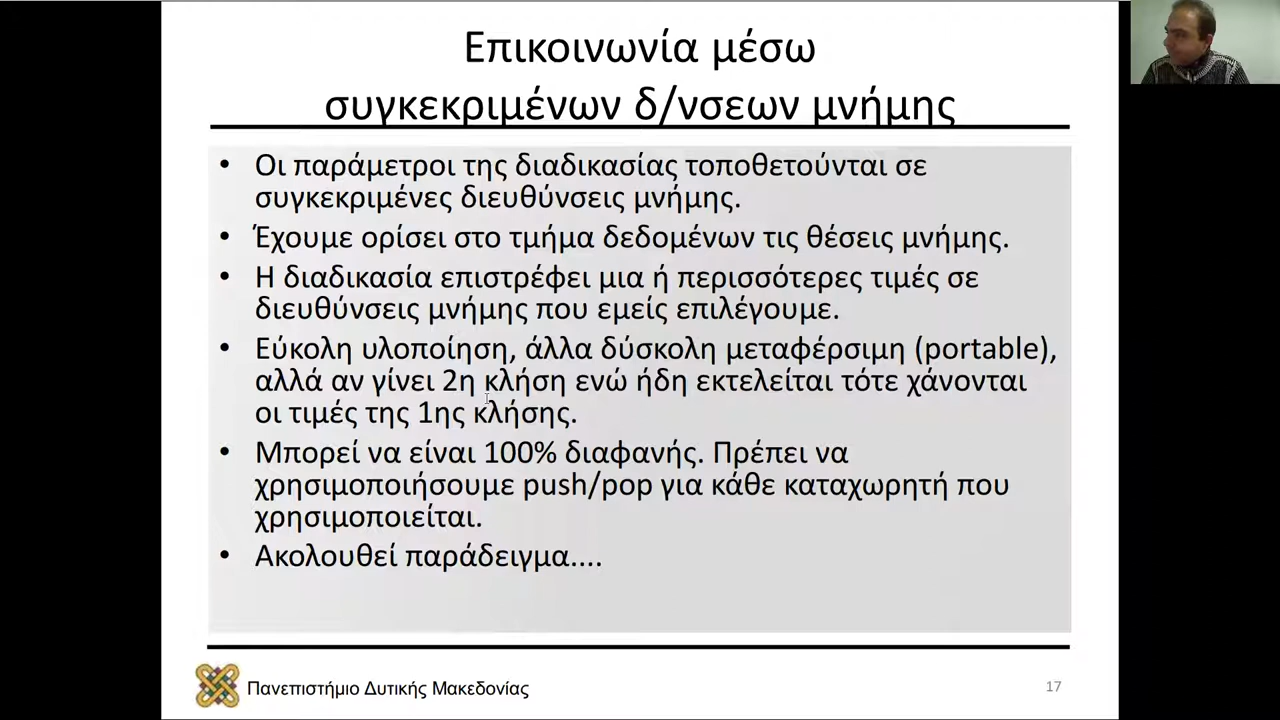 Επικοινωνία μέσω
συγκεκριμένων δ/νσεων μνήμης
• Οι παράμετροι της διαδικασίας τοποθετούνται σε
συγκεκριμένες διευθύνσεις μνήμης.
• Έχουμε ορίσει στο τμήμα δεδομένων τις θέσεις μνήμης.
• Η διαδικασία επιστρέφει μια ή περισσότερες τιμές σε
διευθύνσεις μνήμης που εμείς επιλέγουμε.
• Εύκολη υλοποίηση, άλλα δύσκολη μεταφέρσιμη (portable),
αλλά αν γίνει 2η κλήση ενώ ήδη εκτελείται τότε χάνονται
οι τιμές της 1ης κλήσης.
• Μπορεί να είναι 100% διαφανής. Πρέπει να
χρησιμοποιήσουμε push/pop για κάθε καταχωρητή που
χρησιμοποιείται.
• Ακολουθεί παράδειγμα....
Πανεπιστήμιο Δυτικής Μακεδονίας
17